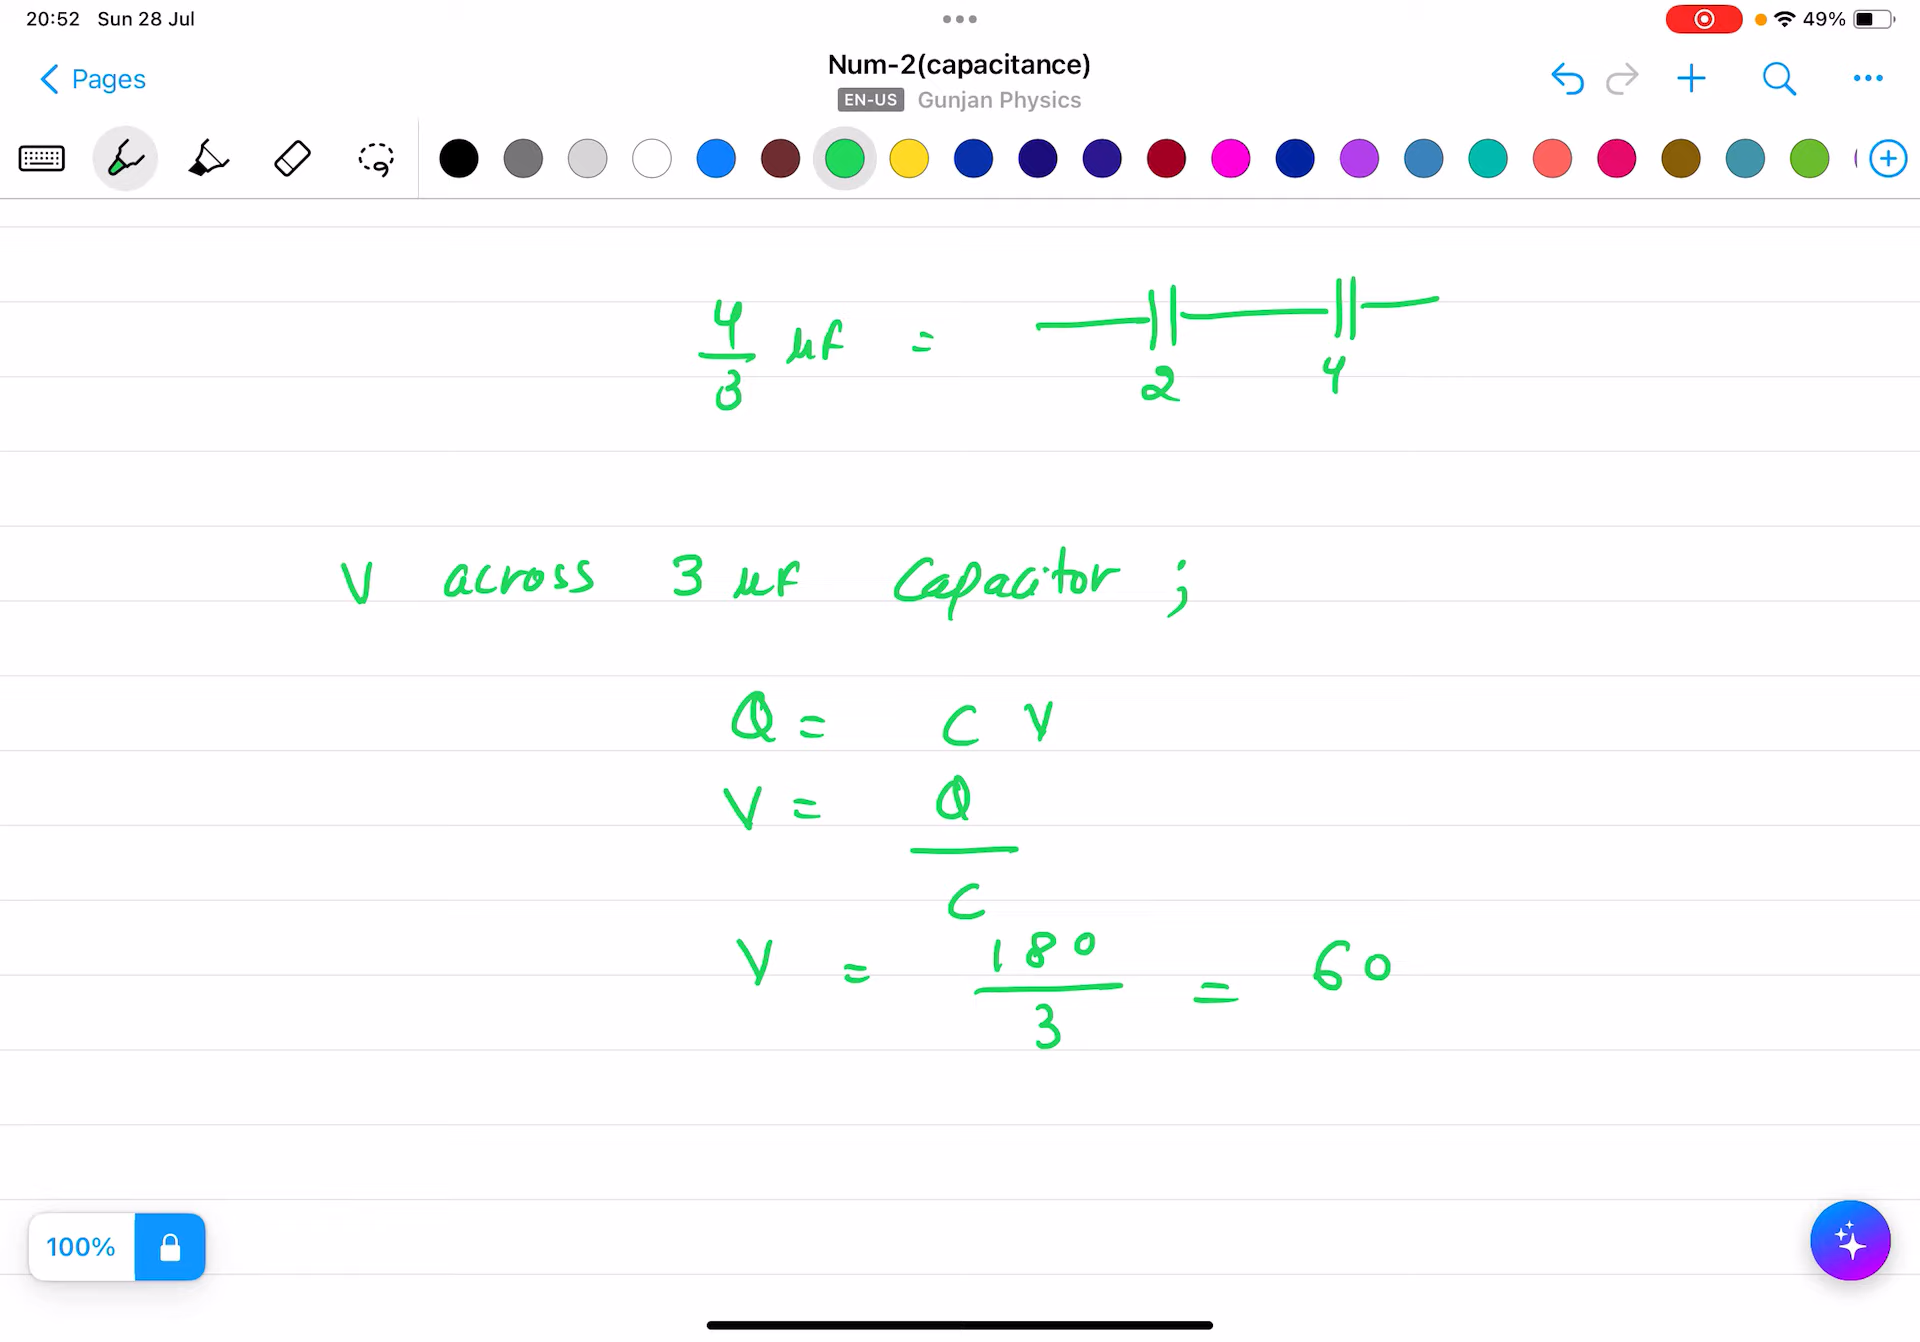 20:52 Sun 28 Jul
49%
Pages
Num-2(capacitance)
EN-US Gunjan Physics
4/3 μf =
2 4
V across 3 μf Capacitor ;
Q = C V
V = Q/C
V = 180/3 = 60
100%